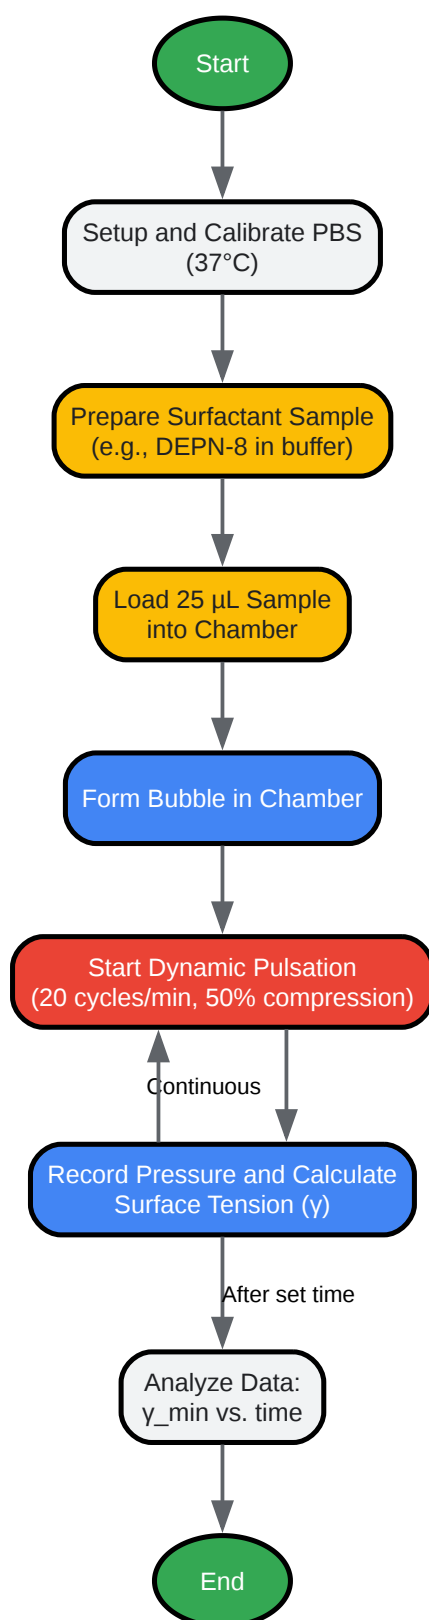 Start
Setup and Calibrate PBS
(37°C)
Prepare Surfactant Sample
(e.g., DEPN-8 in buffer)
Load 25 µL Sample
into Chamber
Form Bubble in Chamber
Start Dynamic Pulsation
(20 cycles/min, 50% compression)
Continuous
Record Pressure and Calculate
Surface Tension (γ)
After set time
Analyze Data:
γ_min vs. time
End